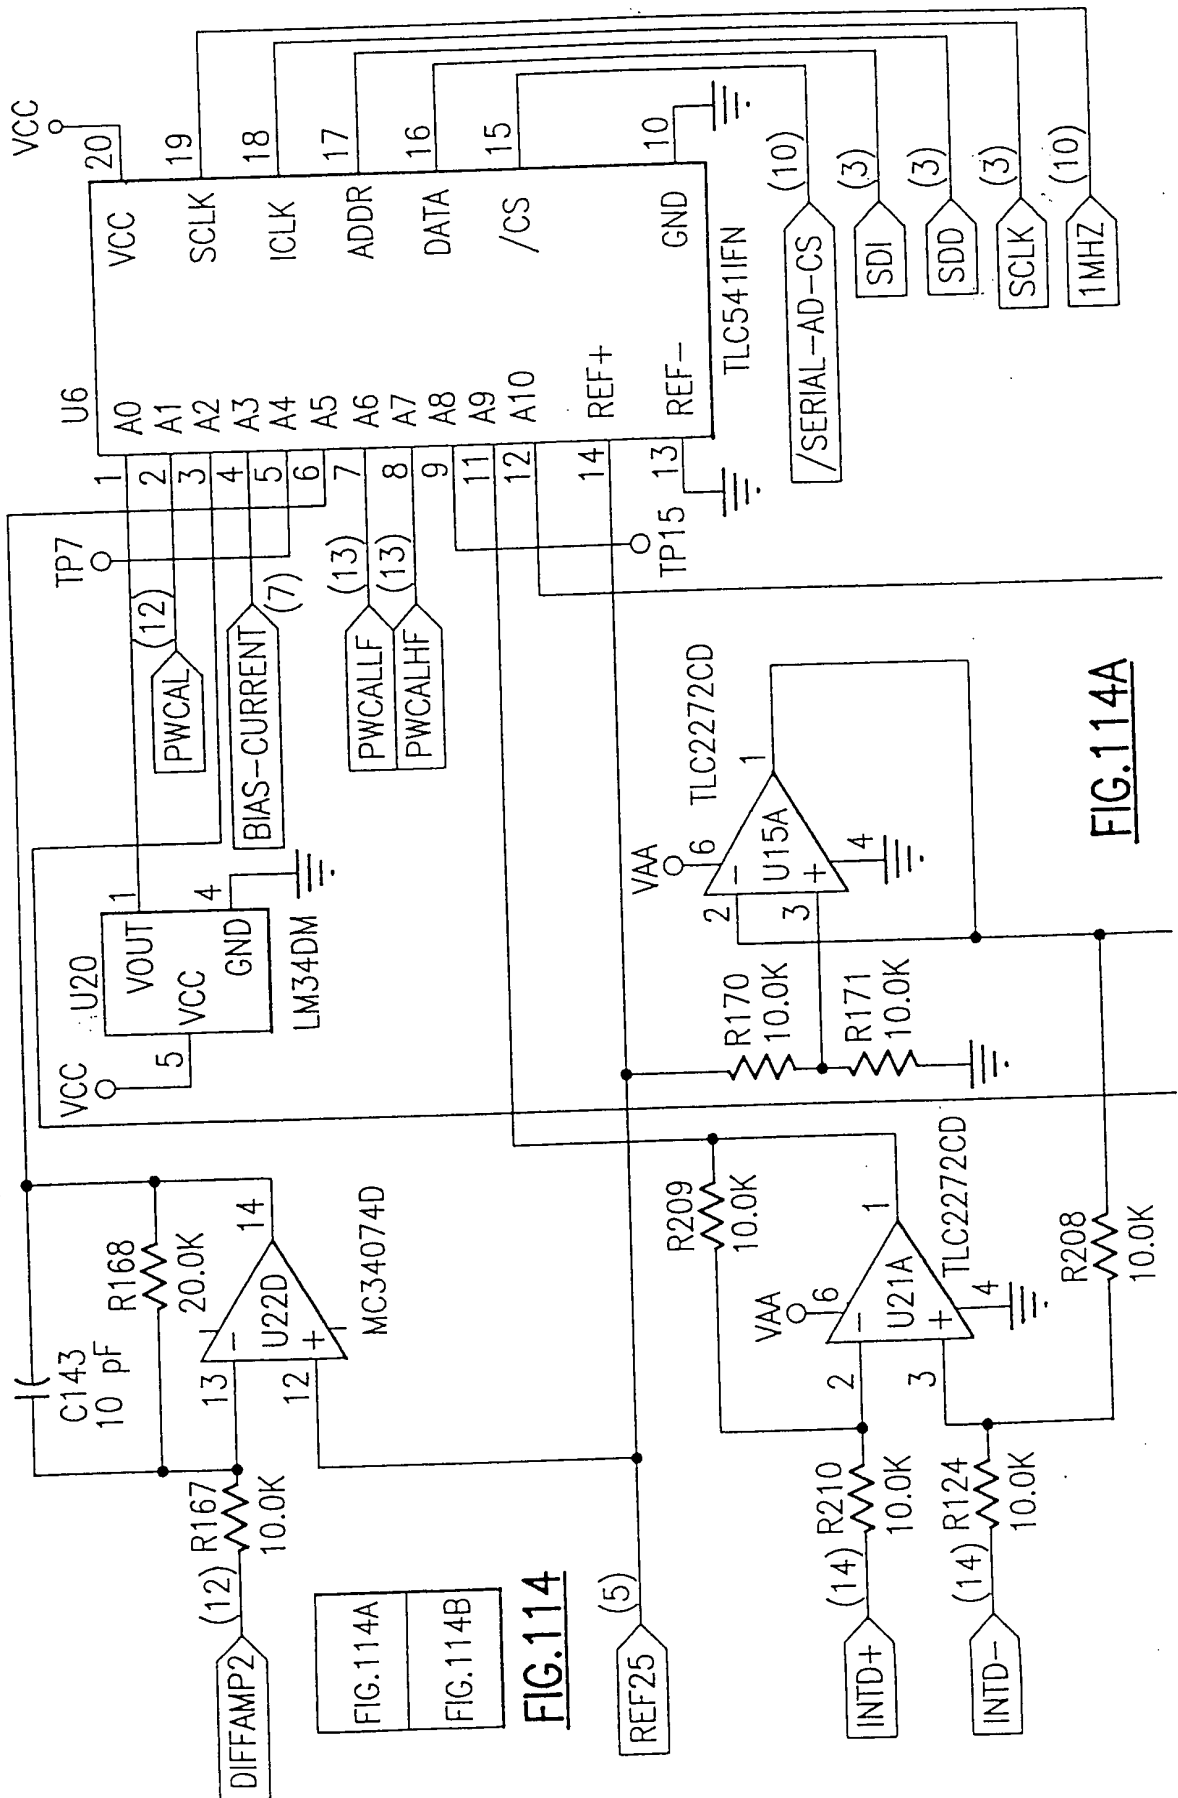 DIFFAMP2
(12)
R167
10.0K
C143
10 pF
R168
20.0K
13
12
−
+
U22D
14
MC34074D
VCC
5
U20
VOUT
VCC
GND
1
4
LM34DM
TP7
(12)
PWCAL
BIAS-CURRENT
(7)
PWCALLF
(13)
PWCALHF
(13)
U6
1
2
3
4
5
6
7
8
9
11
12
14
13
A0
A1
A2
A3
A4
A5
A6
A7
A8
A9
A10
REF+
REF-
VCC
SCLK
ICLK
ADDR
DATA
/CS
GND
20
19
18
17
16
15
10
VCC
TLC541IFN
TP15
/SERIAL-AD-CS
(10)
SDI
(3)
SDD
(3)
SCLK
(3)
1MHZ
(10)
FIG.114A
FIG.114B
FIG.114
REF25
(5)
INTD+
(14)
R210
10.0K
INTD-
(14)
R124
10.0K
R209
10.0K
VAA
6
2
3
−
+
U21A
4
1
TLC2272CD
R208
10.0K
R170
10.0K
R171
10.0K
VAA
6
2
3
−
+
U15A
4
1
TLC2272CD
FIG.114A